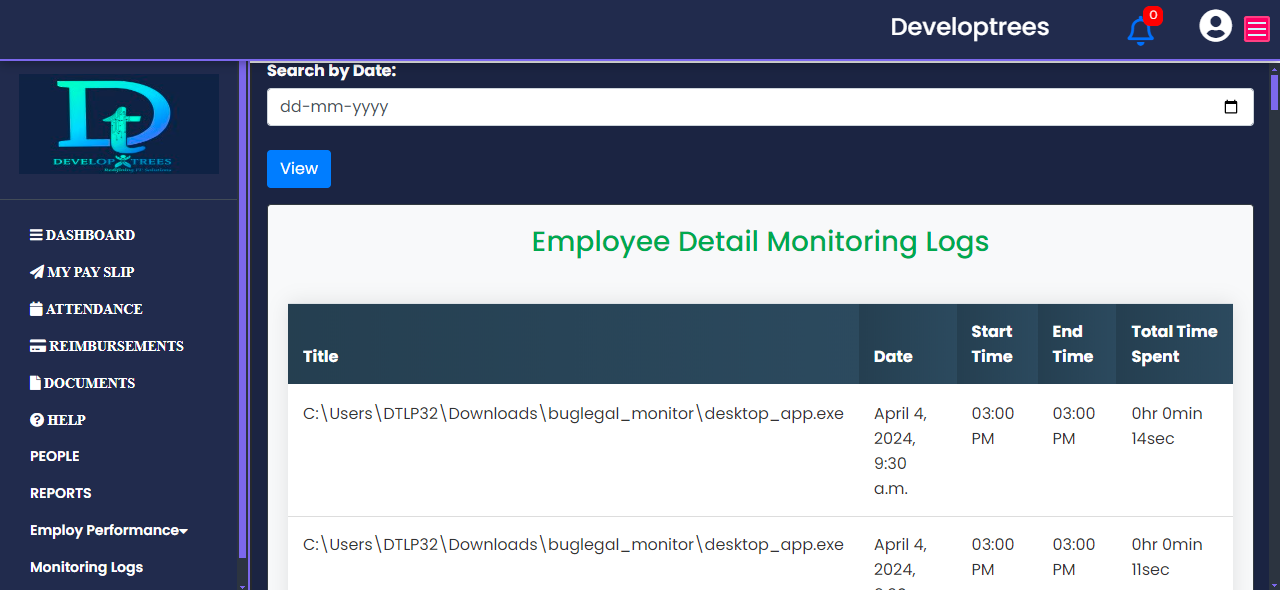 Developtrees
0
DEVELOP TREES
DASHBOARD
MY PAY SLIP
ATTENDANCE
REIMBURSEMENTS
DOCUMENTS
HELP
PEOPLE
REPORTS
Employ Performance
Monitoring Logs
Search by Date:
dd-mm-yyyy
View
Employee Detail Monitoring Logs
Title
Date
Start Time
End Time
Total Time Spent
C:\Users\DTLP32\Downloads\buglegal_monitor\desktop_app.exe
April 4,
2024,
9:30
a.m.
03:00
PM
03:00
PM
0hr 0min
14sec
C:\Users\DTLP32\Downloads\buglegal_monitor\desktop_app.exe
April 4,
2024,
03:00
PM
03:00
PM
0hr 0min
11sec